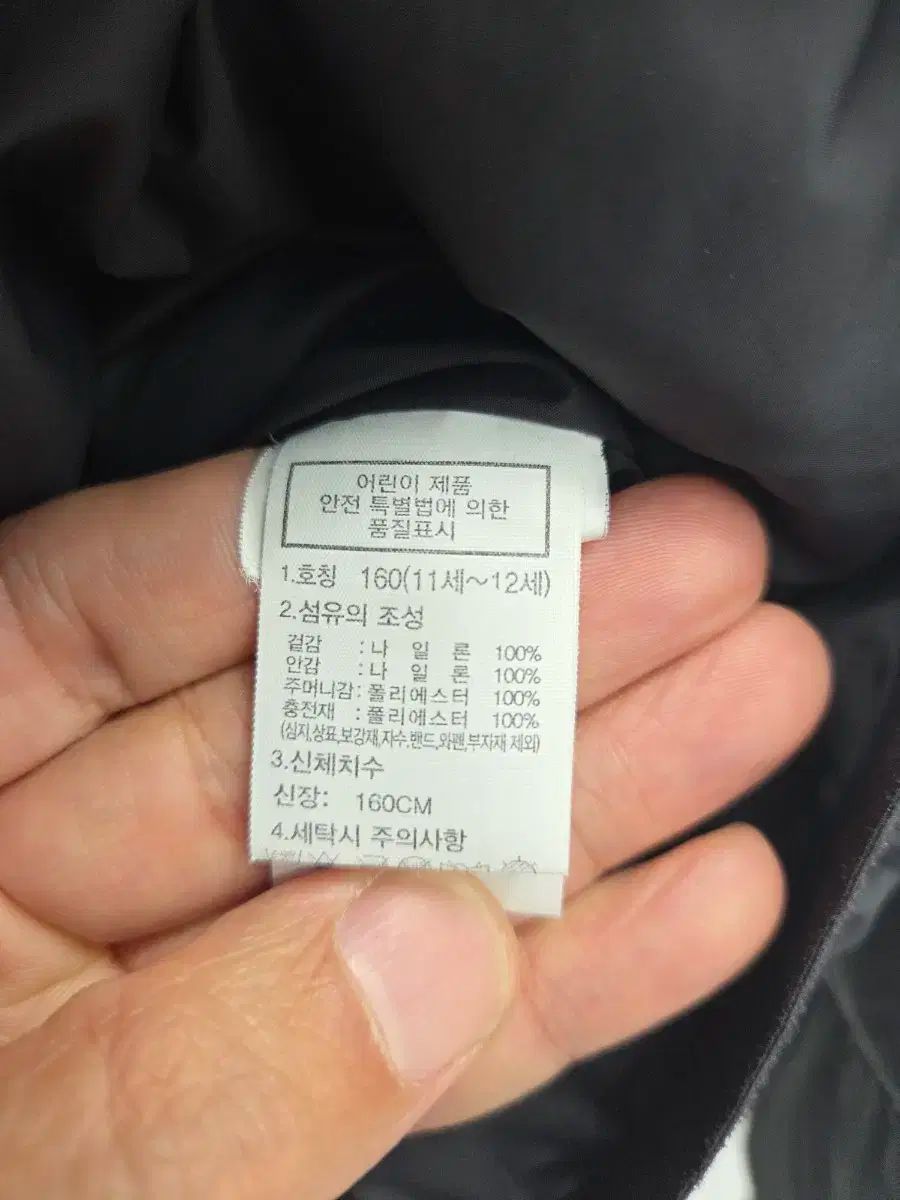 어린이 제품
안전 특별법에 의한
품질표시
1.호칭 160(11세~12세)
2.섬유의 조성
겉감 : 나 일 론 100%
안감 : 나 일 론 100%
주머니감 : 폴리에스터 100%
충전재 : 폴리에스터 100%
(심지,상표,보강재,자수,밴드,와펜,부자재 제외)
3.신체치수
신장: 160CM
4.세탁시 주의사항